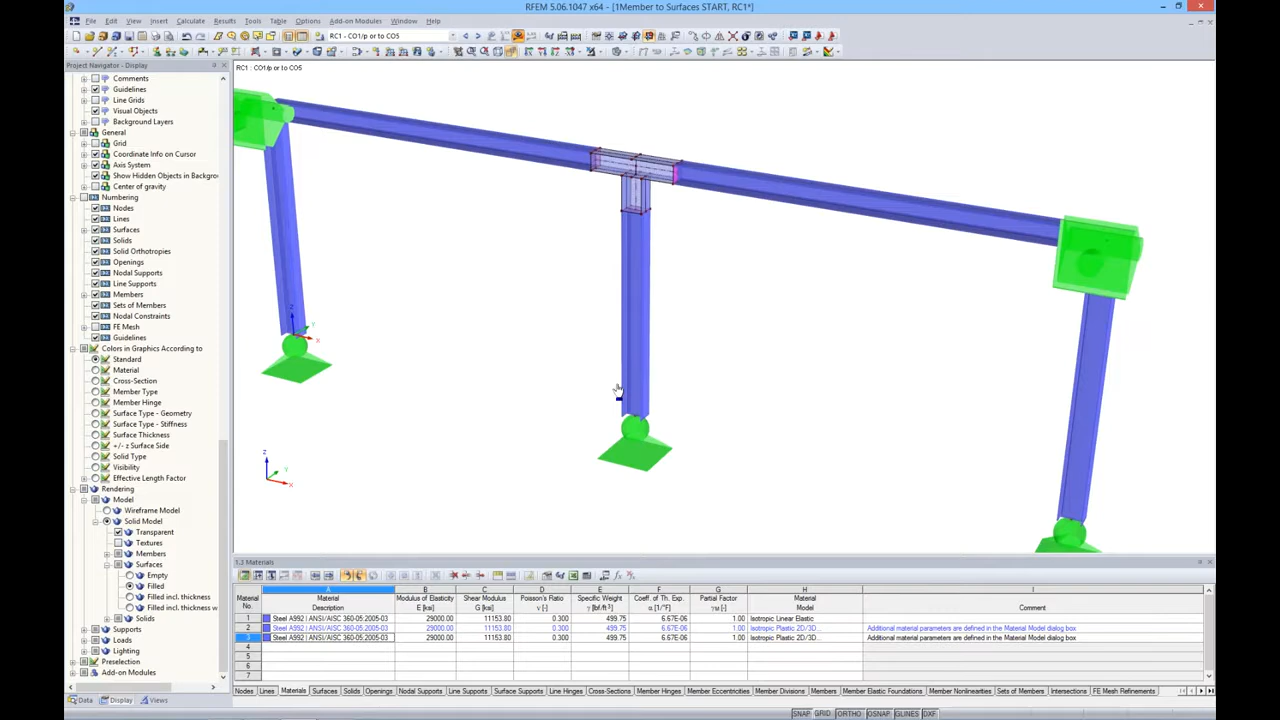 RFEM 5.06.1047 x64 - [1Member to Surfaces START, RC1*]
File Edit View Insert Calculate Results Tools Table Options Add-on Modules Window Help
RC1 - CO1/p or to CO5
Project Navigator - Display
RC1 : CO1/p or to CO5
Comments
Guidelines
Line Grids
Visual Objects
Background Layers
General
Grid
Coordinate Info on Cursor
Axis System
Show Hidden Objects in Backgro
Center of gravity
Numbering
Nodes
Lines
Surfaces
Solids
Solid Orthotropies
Openings
Nodal Supports
Line Supports
Members
Sets of Members
Nodal Constraints
FE Mesh
Guidelines
Colors in Graphics According to
Standard
Material
Cross-Section
Member Type
Member Hinge
Surface Type - Geometry
Surface Type - Stiffness
Surface Thickness
+/- z Surface Side
Solid Type
Visibility
Effective Length Factor
Rendering
Model
Wireframe Model
Solid Model
Transparent
Textures
Members
Surfaces
Empty
Filled
Filled incl. thickness
Filled incl. thickness w
Solids
Supports
Loads
Lighting
Preselection
Add-on Modules
Data Display Views
Z
Y
X
Z
Y
X
1.3 Materials
A B C D E F G H I
Material Material Modulus of Elasticity Shear Modulus Poisson's Ratio Specific Weight Coeff. of Th. Exp. Partial Factor Material
No. Description E [ksi] G [ksi] ν [-] γ [lbf/ft³] α [1/°F] γM [-] Model Comment
1 Steel A992 | ANSI/AISC 360-05:2005-03 29000.00 11153.80 0.300 499.75 6.67E-06 1.00 Isotropic Linear Elastic
2 Steel A992 | ANSI/AISC 360-05:2005-03 29000.00 11153.80 0.300 499.75 6.67E-06 1.00 Isotropic Plastic 2D/3D... Additional material parameters are defined in the Material Model dialog box
3 Steel A992 | ANSI/AISC 360-05:2005-03 29000.00 11153.80 0.300 499.75 6.67E-06 1.00 Isotropic Plastic 2D/3D... Additional material parameters are defined in the Material Model dialog box
4
5
6
7
Nodes Lines Materials Surfaces Solids Openings Nodal Supports Line Supports Surface Supports Line Hinges Cross-Sections Member Hinges Member Eccentricities Member Divisions Members Member Elastic Foundations Member Nonlinearities Sets of Members Intersections FE Mesh Refinements
SNAP GRID ORTHO OSNAP GLINES DXF